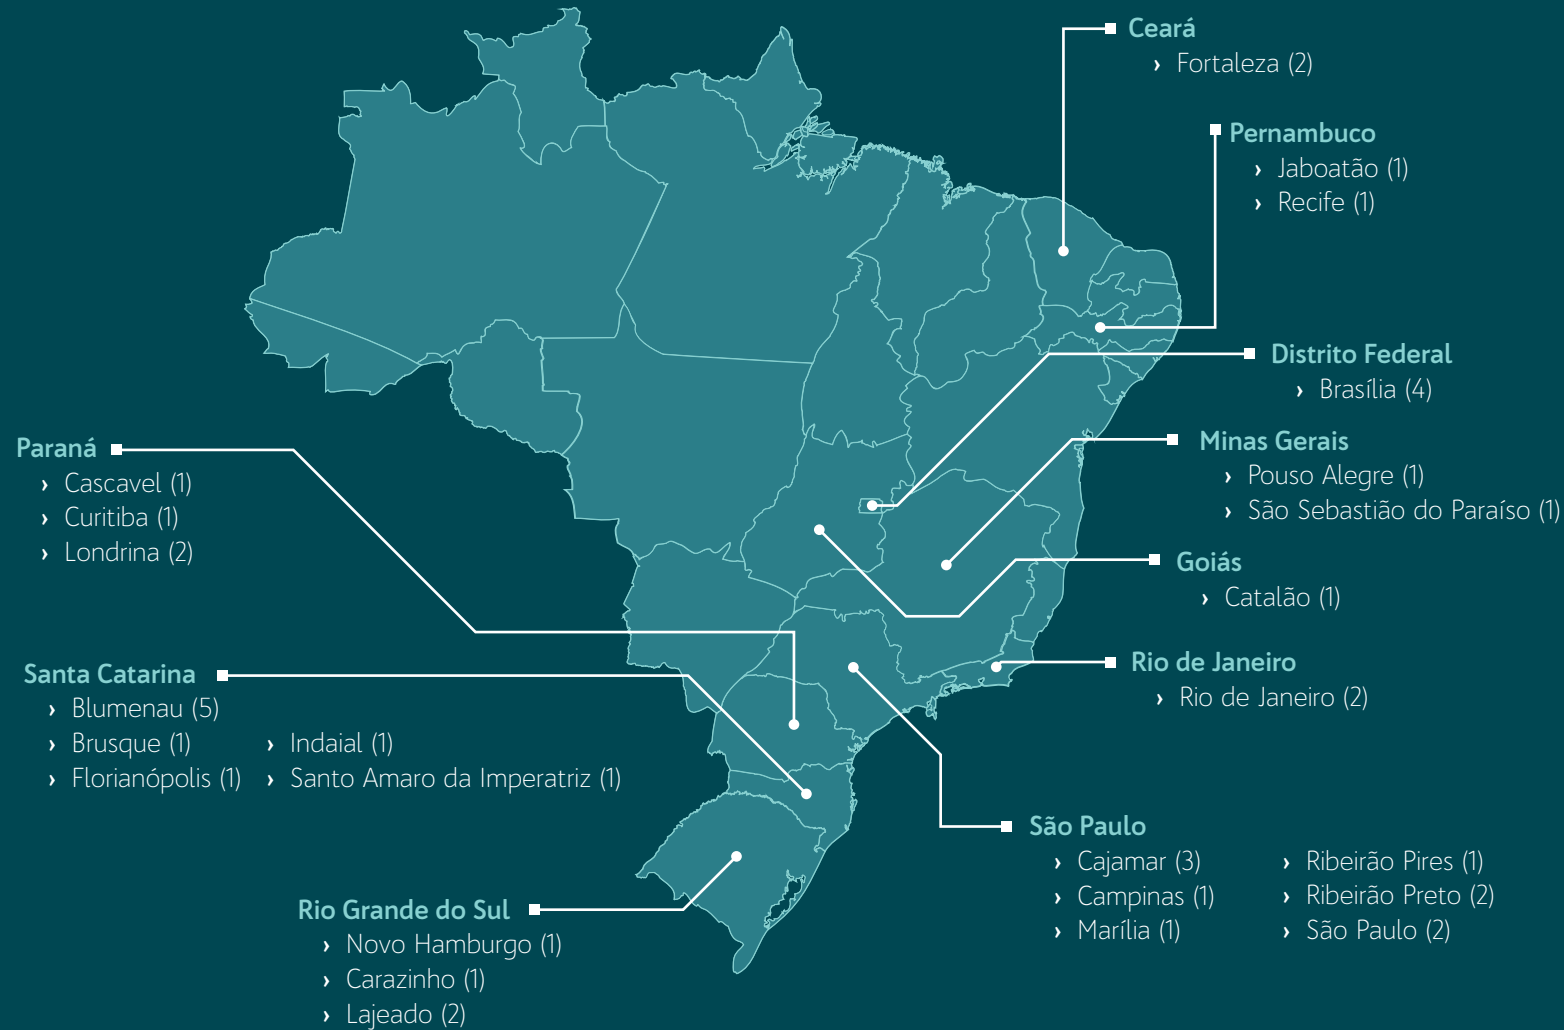 Ceará
› Fortaleza (2)
Pernambuco
› Jaboatão (1)
› Recife (1)
Distrito Federal
› Brasília (4)
Minas Gerais
› Pouso Alegre (1)
› São Sebastião do Paraíso (1)
Goiás
› Catalão (1)
Rio de Janeiro
› Rio de Janeiro (2)
São Paulo
› Cajamar (3)
› Campinas (1)
› Marília (1)
› Ribeirão Pires (1)
› Ribeirão Preto (2)
› São Paulo (2)
Paraná
› Cascavel (1)
› Curitiba (1)
› Londrina (2)
Santa Catarina
› Blumenau (5)
› Brusque (1)
› Florianópolis (1)
› Indaial (1)
› Santo Amaro da Imperatriz (1)
Rio Grande do Sul
› Novo Hamburgo (1)
› Carazinho (1)
› Lajeado (2)